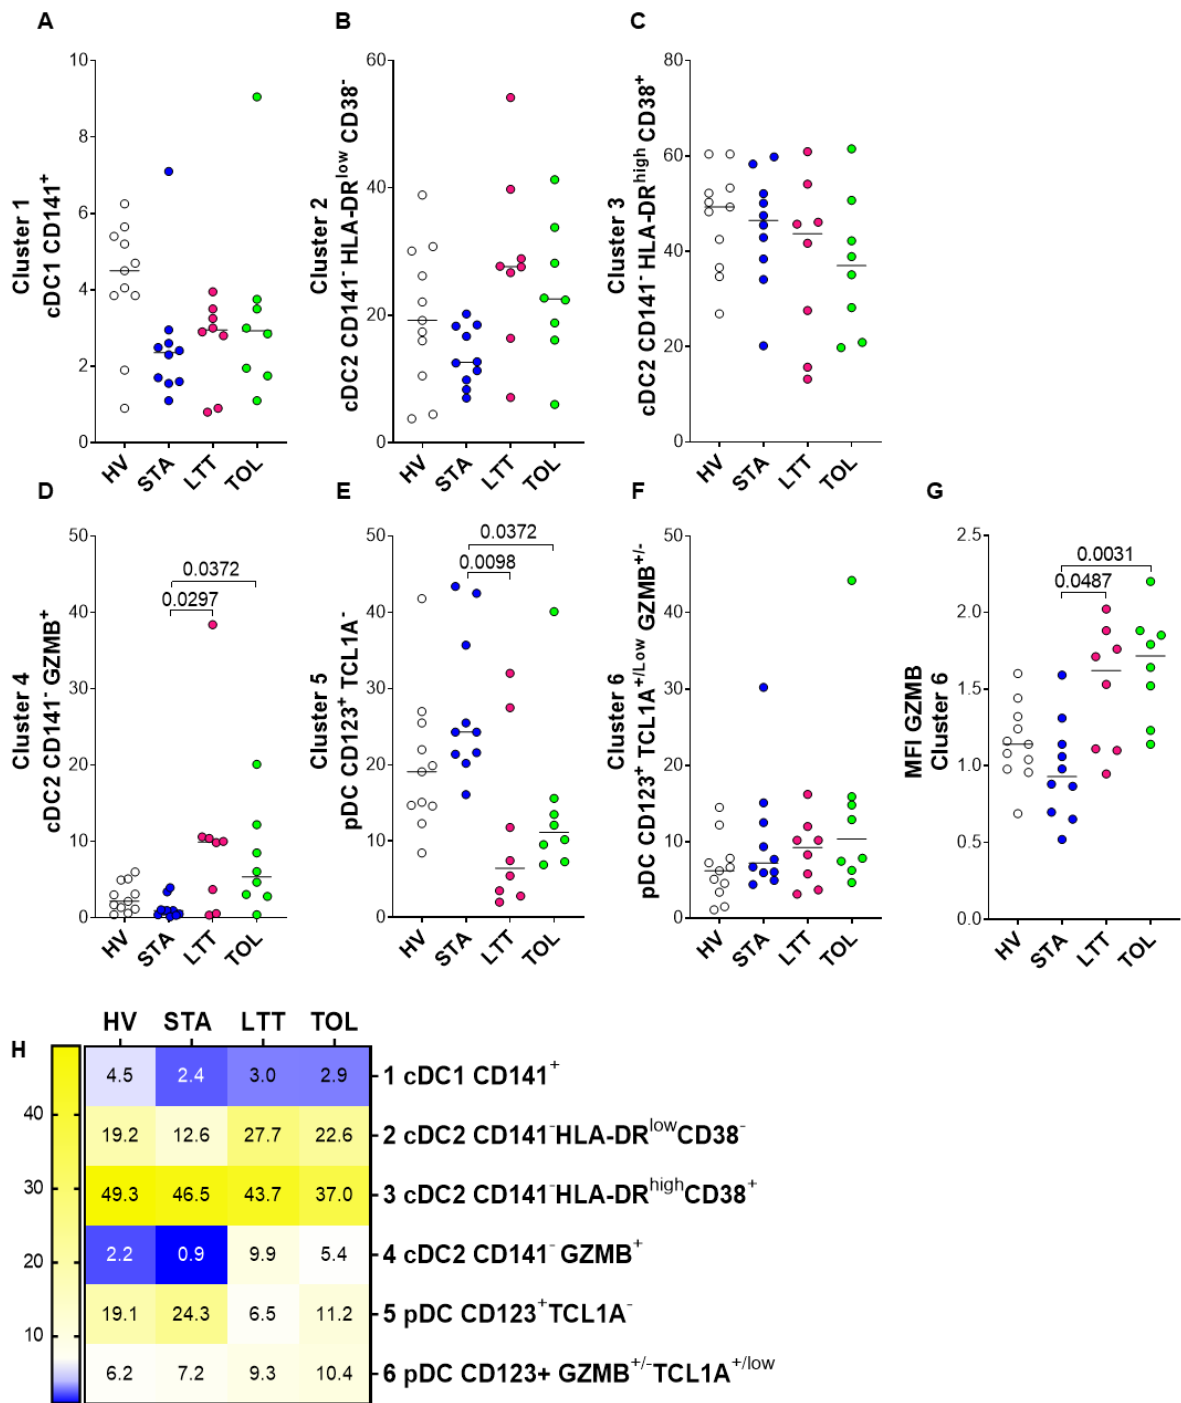 A
Cluster 1
cDC1 CD141⁺
10
8
6
4
2
0
HV STA LTT TOL
B
Cluster 2
cDC2 CD141⁻ HLA-DR^low CD38⁻
60
40
20
0
HV STA LTT TOL
C
Cluster 3
cDC2 CD141⁻ HLA-DR^high CD38⁺
80
60
40
20
0
HV STA LTT TOL
D
Cluster 4
cDC2 CD141⁻ GZMB⁺
50
40
30
20
10
0
0.0372
0.0297
HV STA LTT TOL
E
Cluster 5
pDC CD123⁺ TCL1A⁻
50
40
30
20
10
0
0.0372
0.0098
HV STA LTT TOL
F
Cluster 6
pDC CD123⁺ TCL1A^+/Low GZMB^+/-
50
40
30
20
10
0
HV STA LTT TOL
G
MFI GZMB
Cluster 6
2.5
2.0
1.5
1.0
0.5
0.0
0.0031
0.0487
HV STA LTT TOL
H
HV STA LTT TOL
40
30
20
10
4.5 2.4 3.0 2.9 1 cDC1 CD141⁺
19.2 12.6 27.7 22.6 2 cDC2 CD141⁻HLA-DR^lowCD38⁻
49.3 46.5 43.7 37.0 3 cDC2 CD141⁻HLA-DR^highCD38⁺
2.2 0.9 9.9 5.4 4 cDC2 CD141⁻ GZMB⁺
19.1 24.3 6.5 11.2 5 pDC CD123⁺TCL1A⁻
6.2 7.2 9.3 10.4 6 pDC CD123+ GZMB^+/-TCL1A^+/low